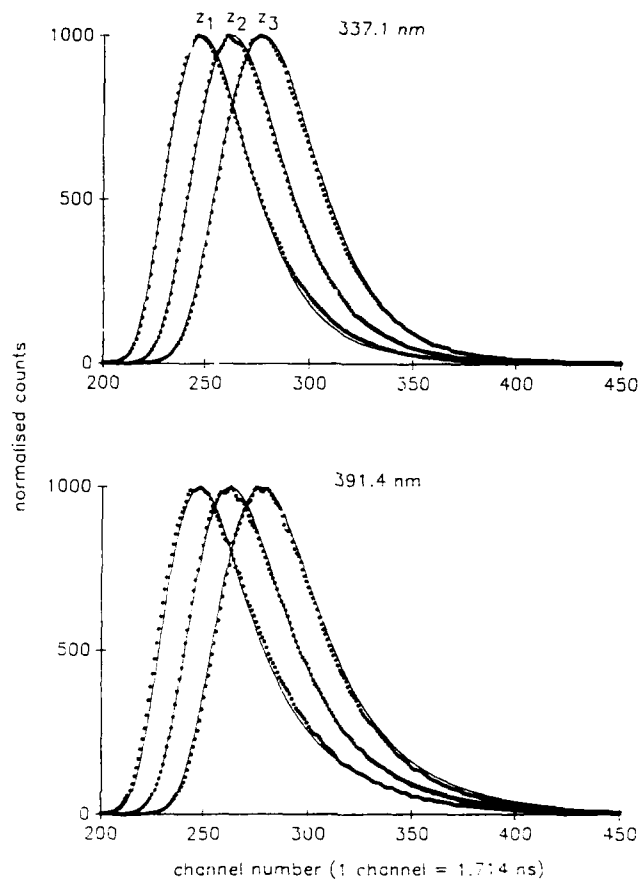 z1 z2 z3
337.1 nm
1000
500
0
200 250 300 350 400 450
normalised counts
391.4 nm
1000
500
0
200 250 300 350 400 450
channel number (1 channel = 1.714 ns)